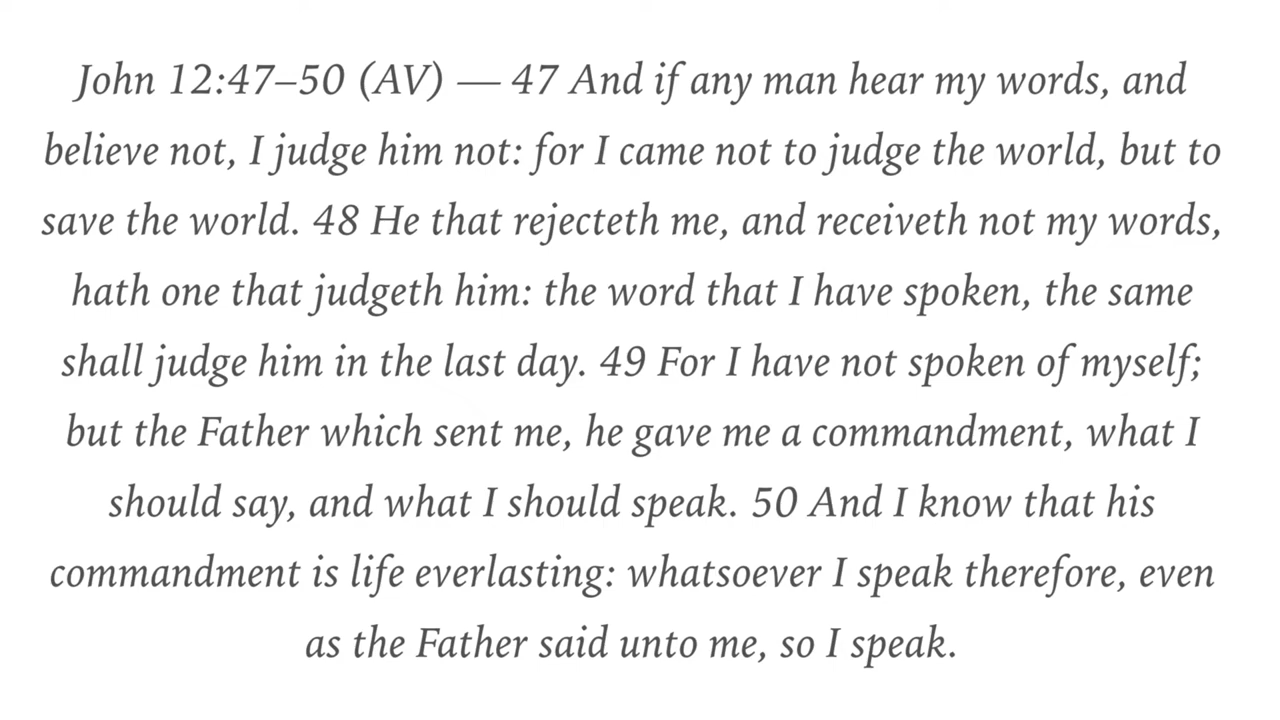 John 12:47–50 (AV) — 47 And if any man hear my words, and
believe not, I judge him not: for I came not to judge the world, but to
save the world. 48 He that rejecteth me, and receiveth not my words,
hath one that judgeth him: the word that I have spoken, the same
shall judge him in the last day. 49 For I have not spoken of myself;
but the Father which sent me, he gave me a commandment, what I
should say, and what I should speak. 50 And I know that his
commandment is life everlasting: whatsoever I speak therefore, even
as the Father said unto me, so I speak.